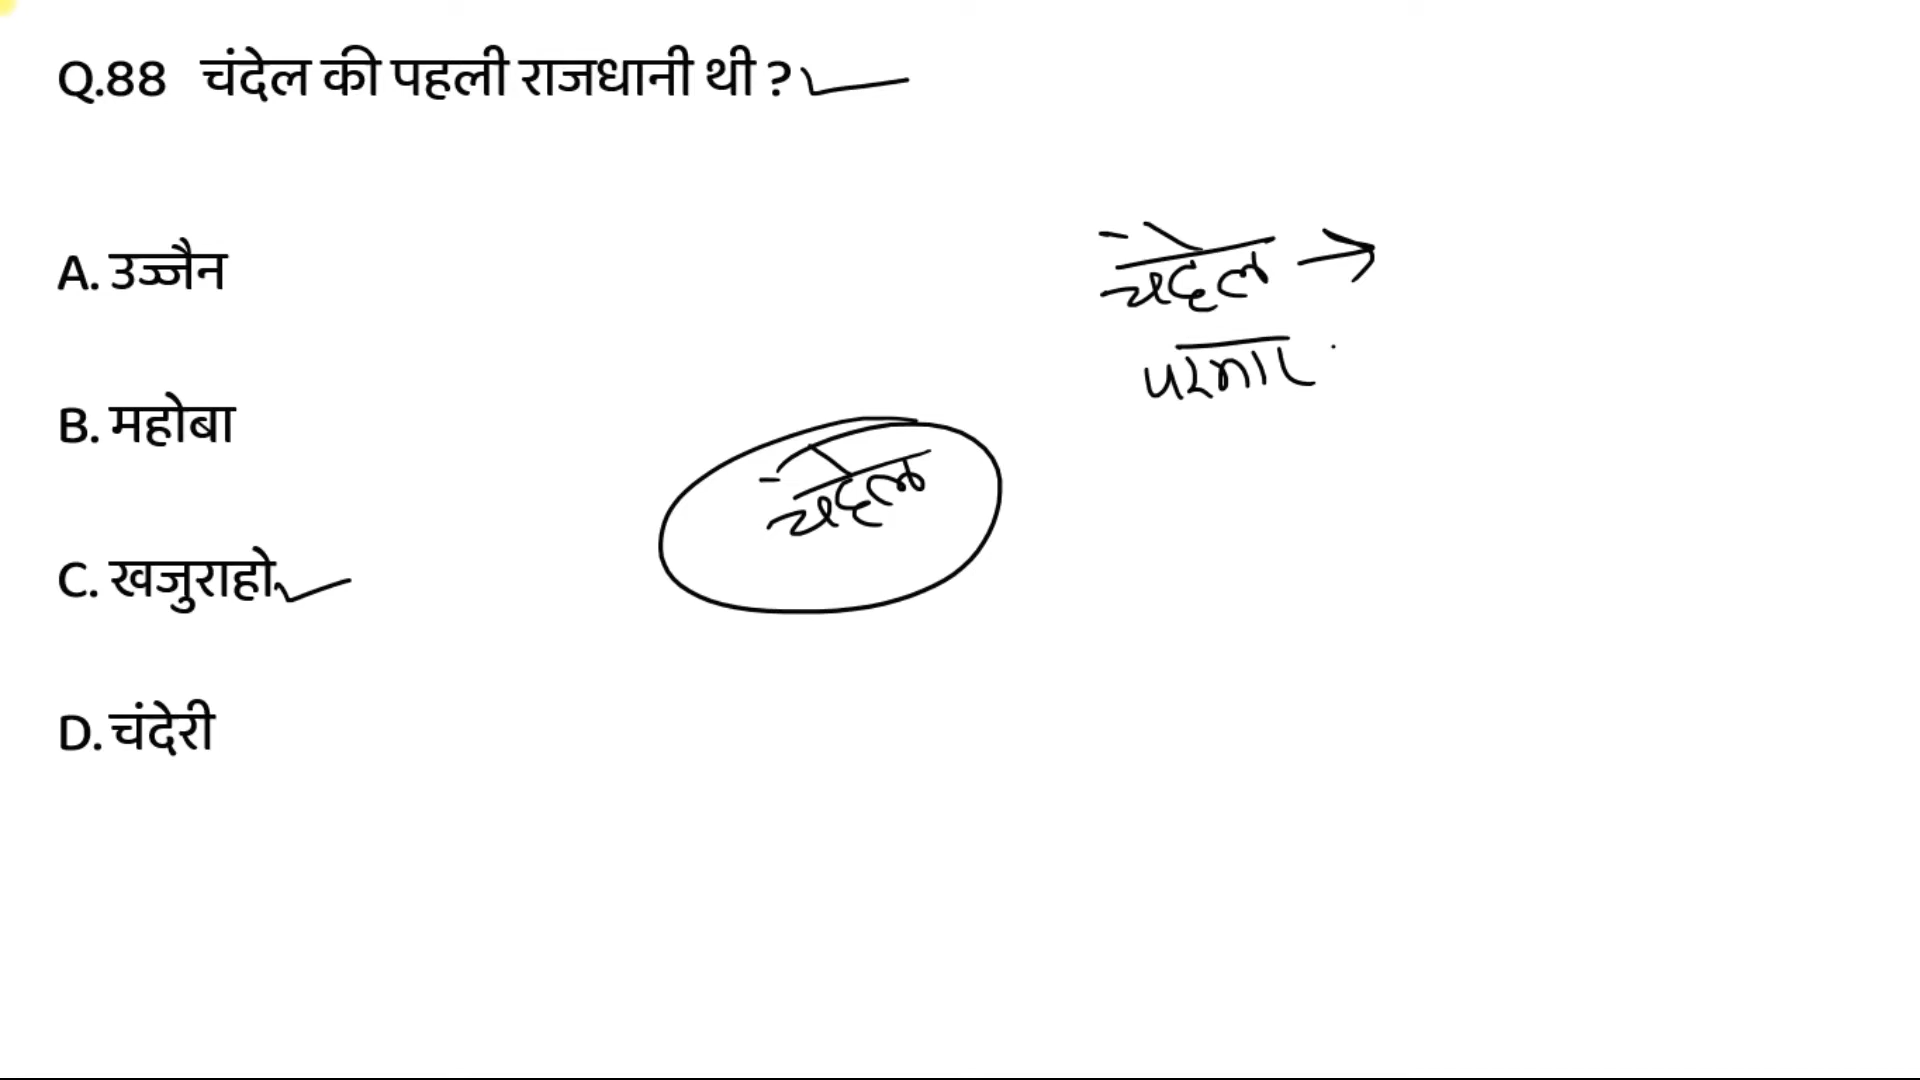 Q.88 चंदेल की पहली राजधानी थी ?
A. उज्जैन
B. महोबा
C. खजुराहो
D. चंदेरी
चंदेल →
परमार
चंदेल